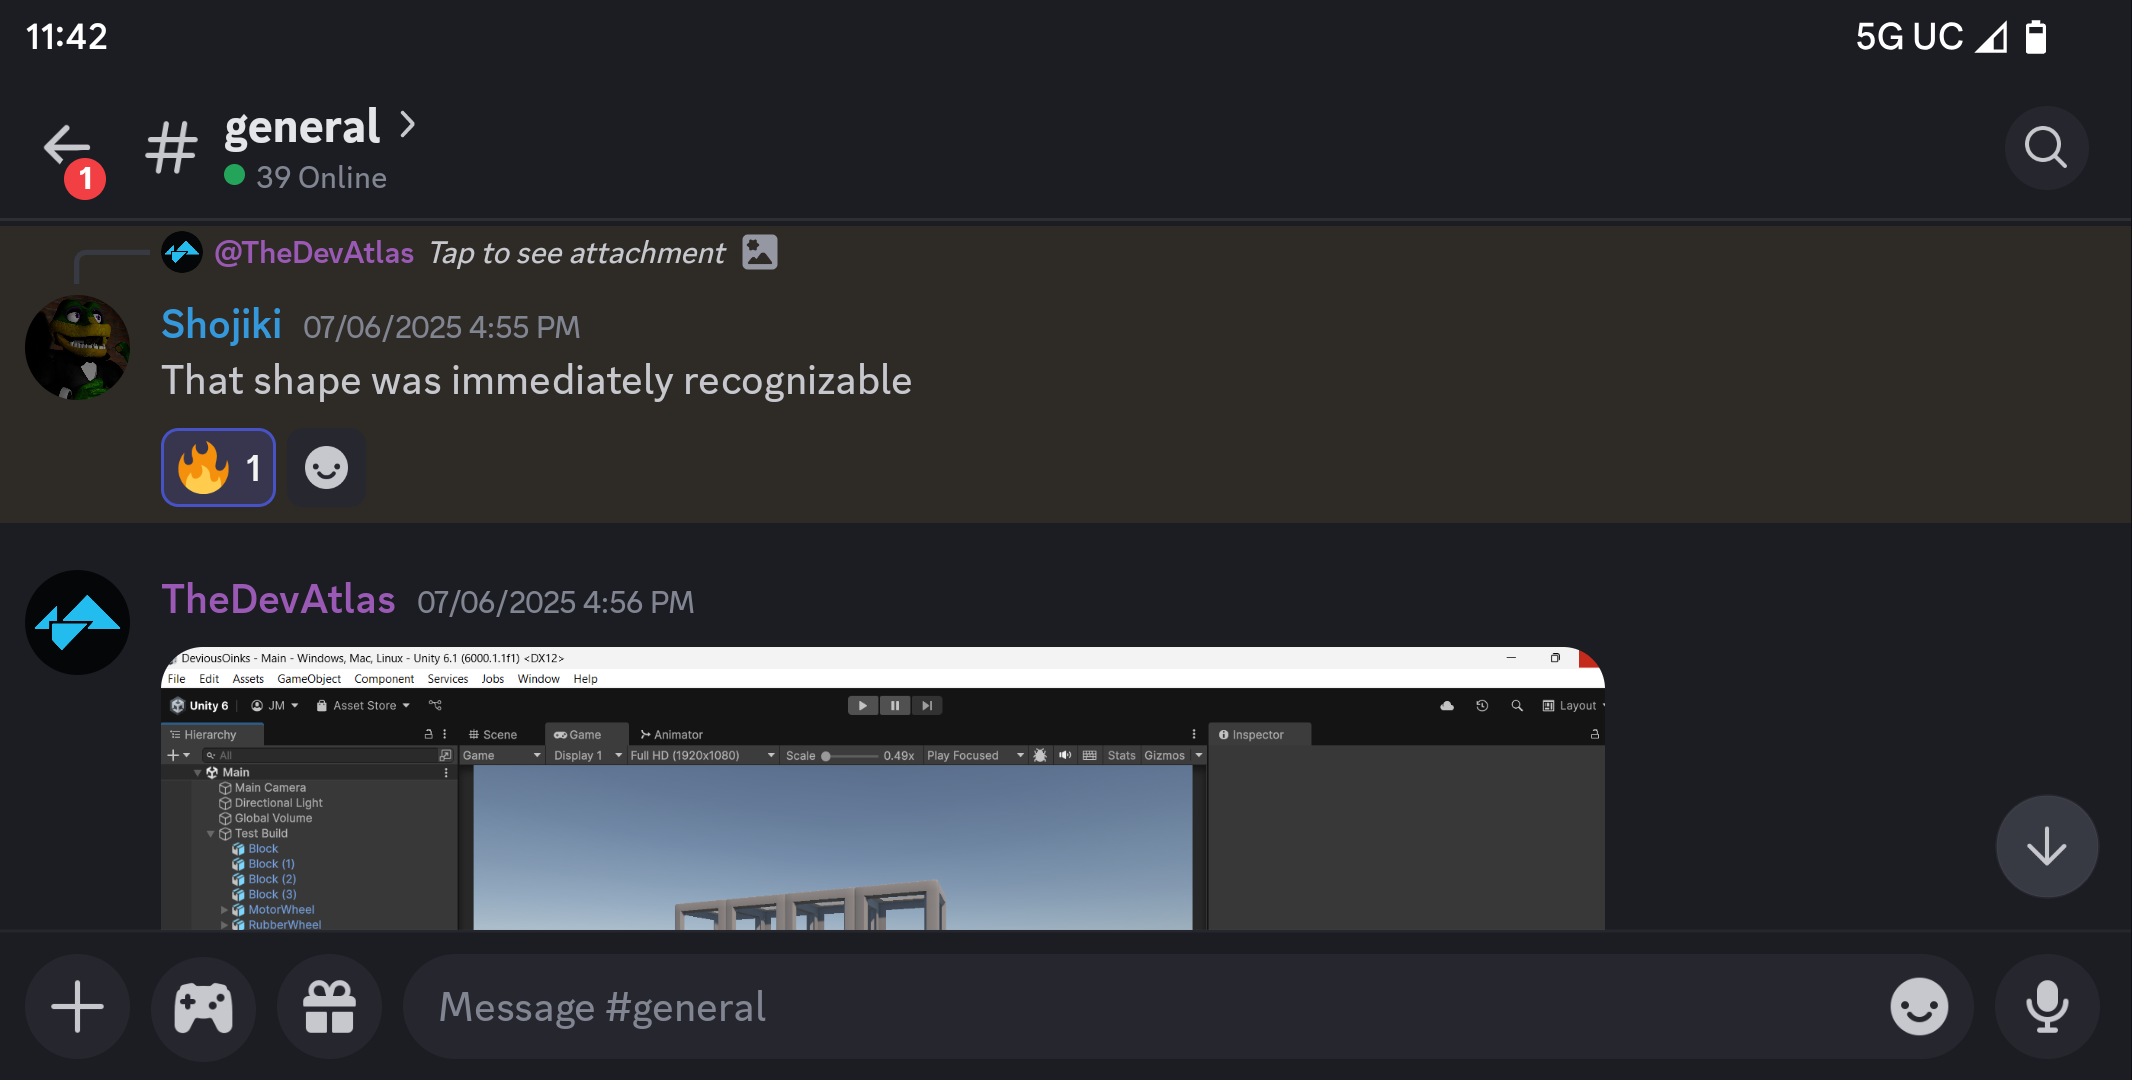 11:42
5G UC
general
39 Online
1
@TheDevAtlas Tap to see attachment
Shojiki 07/06/2025 4:55 PM
That shape was immediately recognizable
1
TheDevAtlas 07/06/2025 4:56 PM
DeviousOinks - Main - Windows, Mac, Linux - Unity 6.1 (6000.1.1f1) <DX12>
File Edit Assets GameObject Component Services Jobs Window Help
Unity 6 JM Asset Store Layout
Hierarchy Scene Game Animator Inspector
All Game Display 1 Full HD (1920x1080) Scale 0.49x Play Focused Stats Gizmos
Main
Main Camera
Directional Light
Global Volume
Test Build
Block
Block (1)
Block (2)
Block (3)
MotorWheel
RubberWheel
Message #general